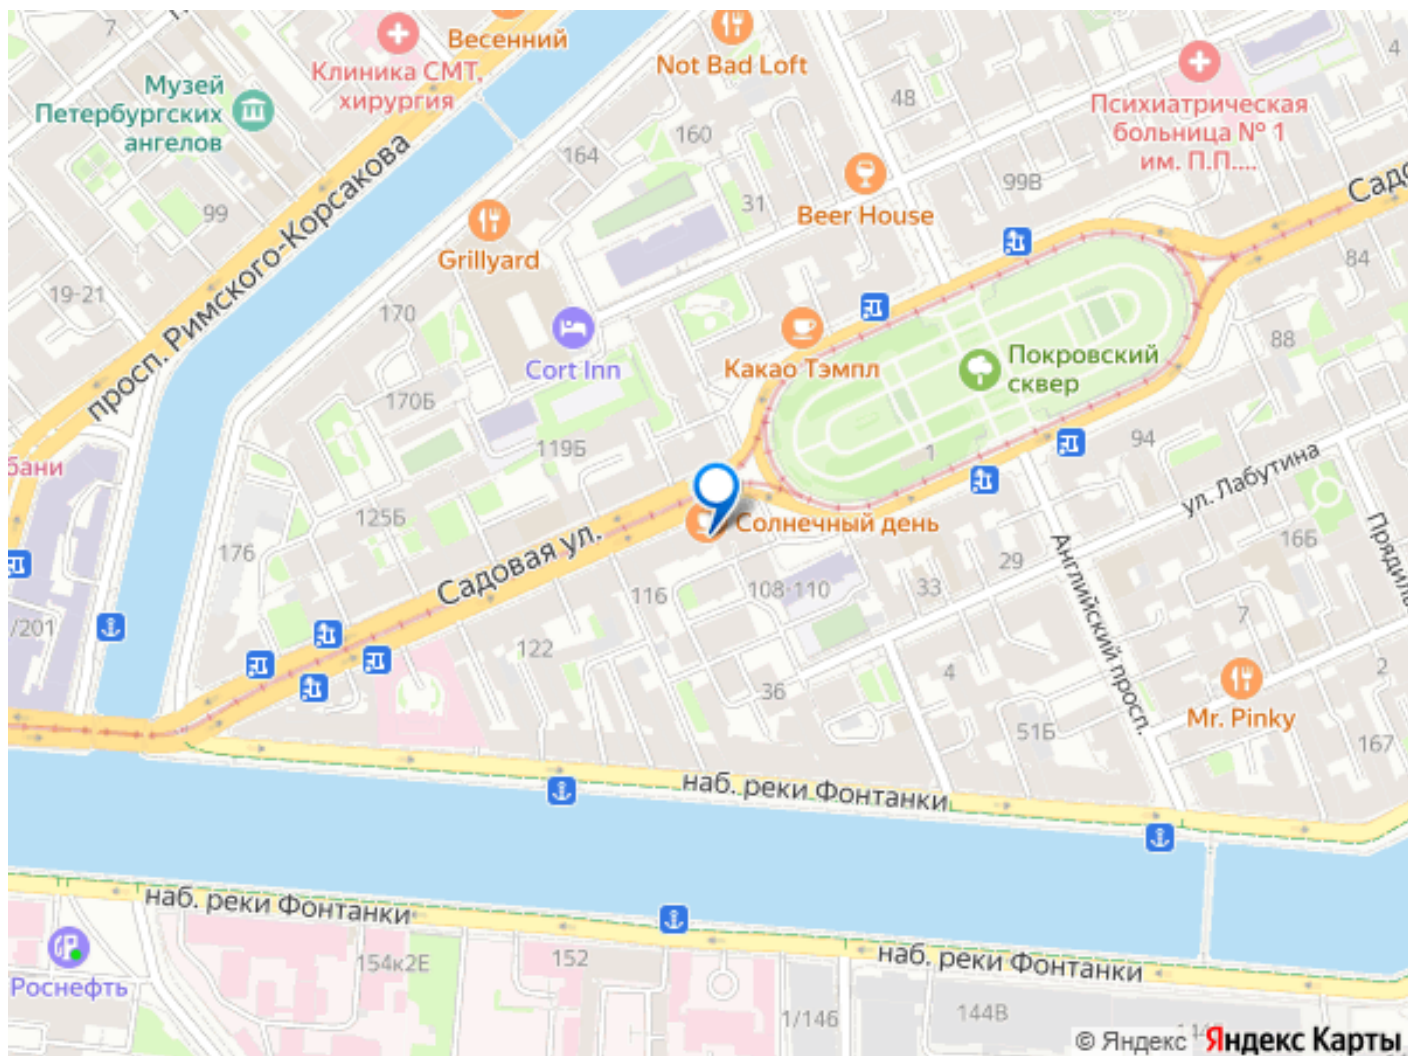 7
Весенний
Клиника СМТ,
хирургия
Not Bad Loft
4
Музей
Петербургских
ангелов
48
Психиатрическая
больница № 1
им. П.П....
160
164
99В
31
Beer House
99
просп. Римского-Корсакова
Grillyard
84
19-21
170
88
Cort Inn
Какао Тэмпл
Покровский
сквер
170Б
94
119Б
1
бани
ул. Лабутина
125Б
Солнечный день
176
Садовая ул.
16Б
29
Английский просп.
116
108-110
33
/201
7
122
4
36
2
Mr. Pinky
51Б
167
наб. реки Фонтанки
наб. реки Фонтанки
наб. реки Фонтанки
154к2Е
152
Роснефть
144В
1/146
© Яндекс
Яндекс Карты